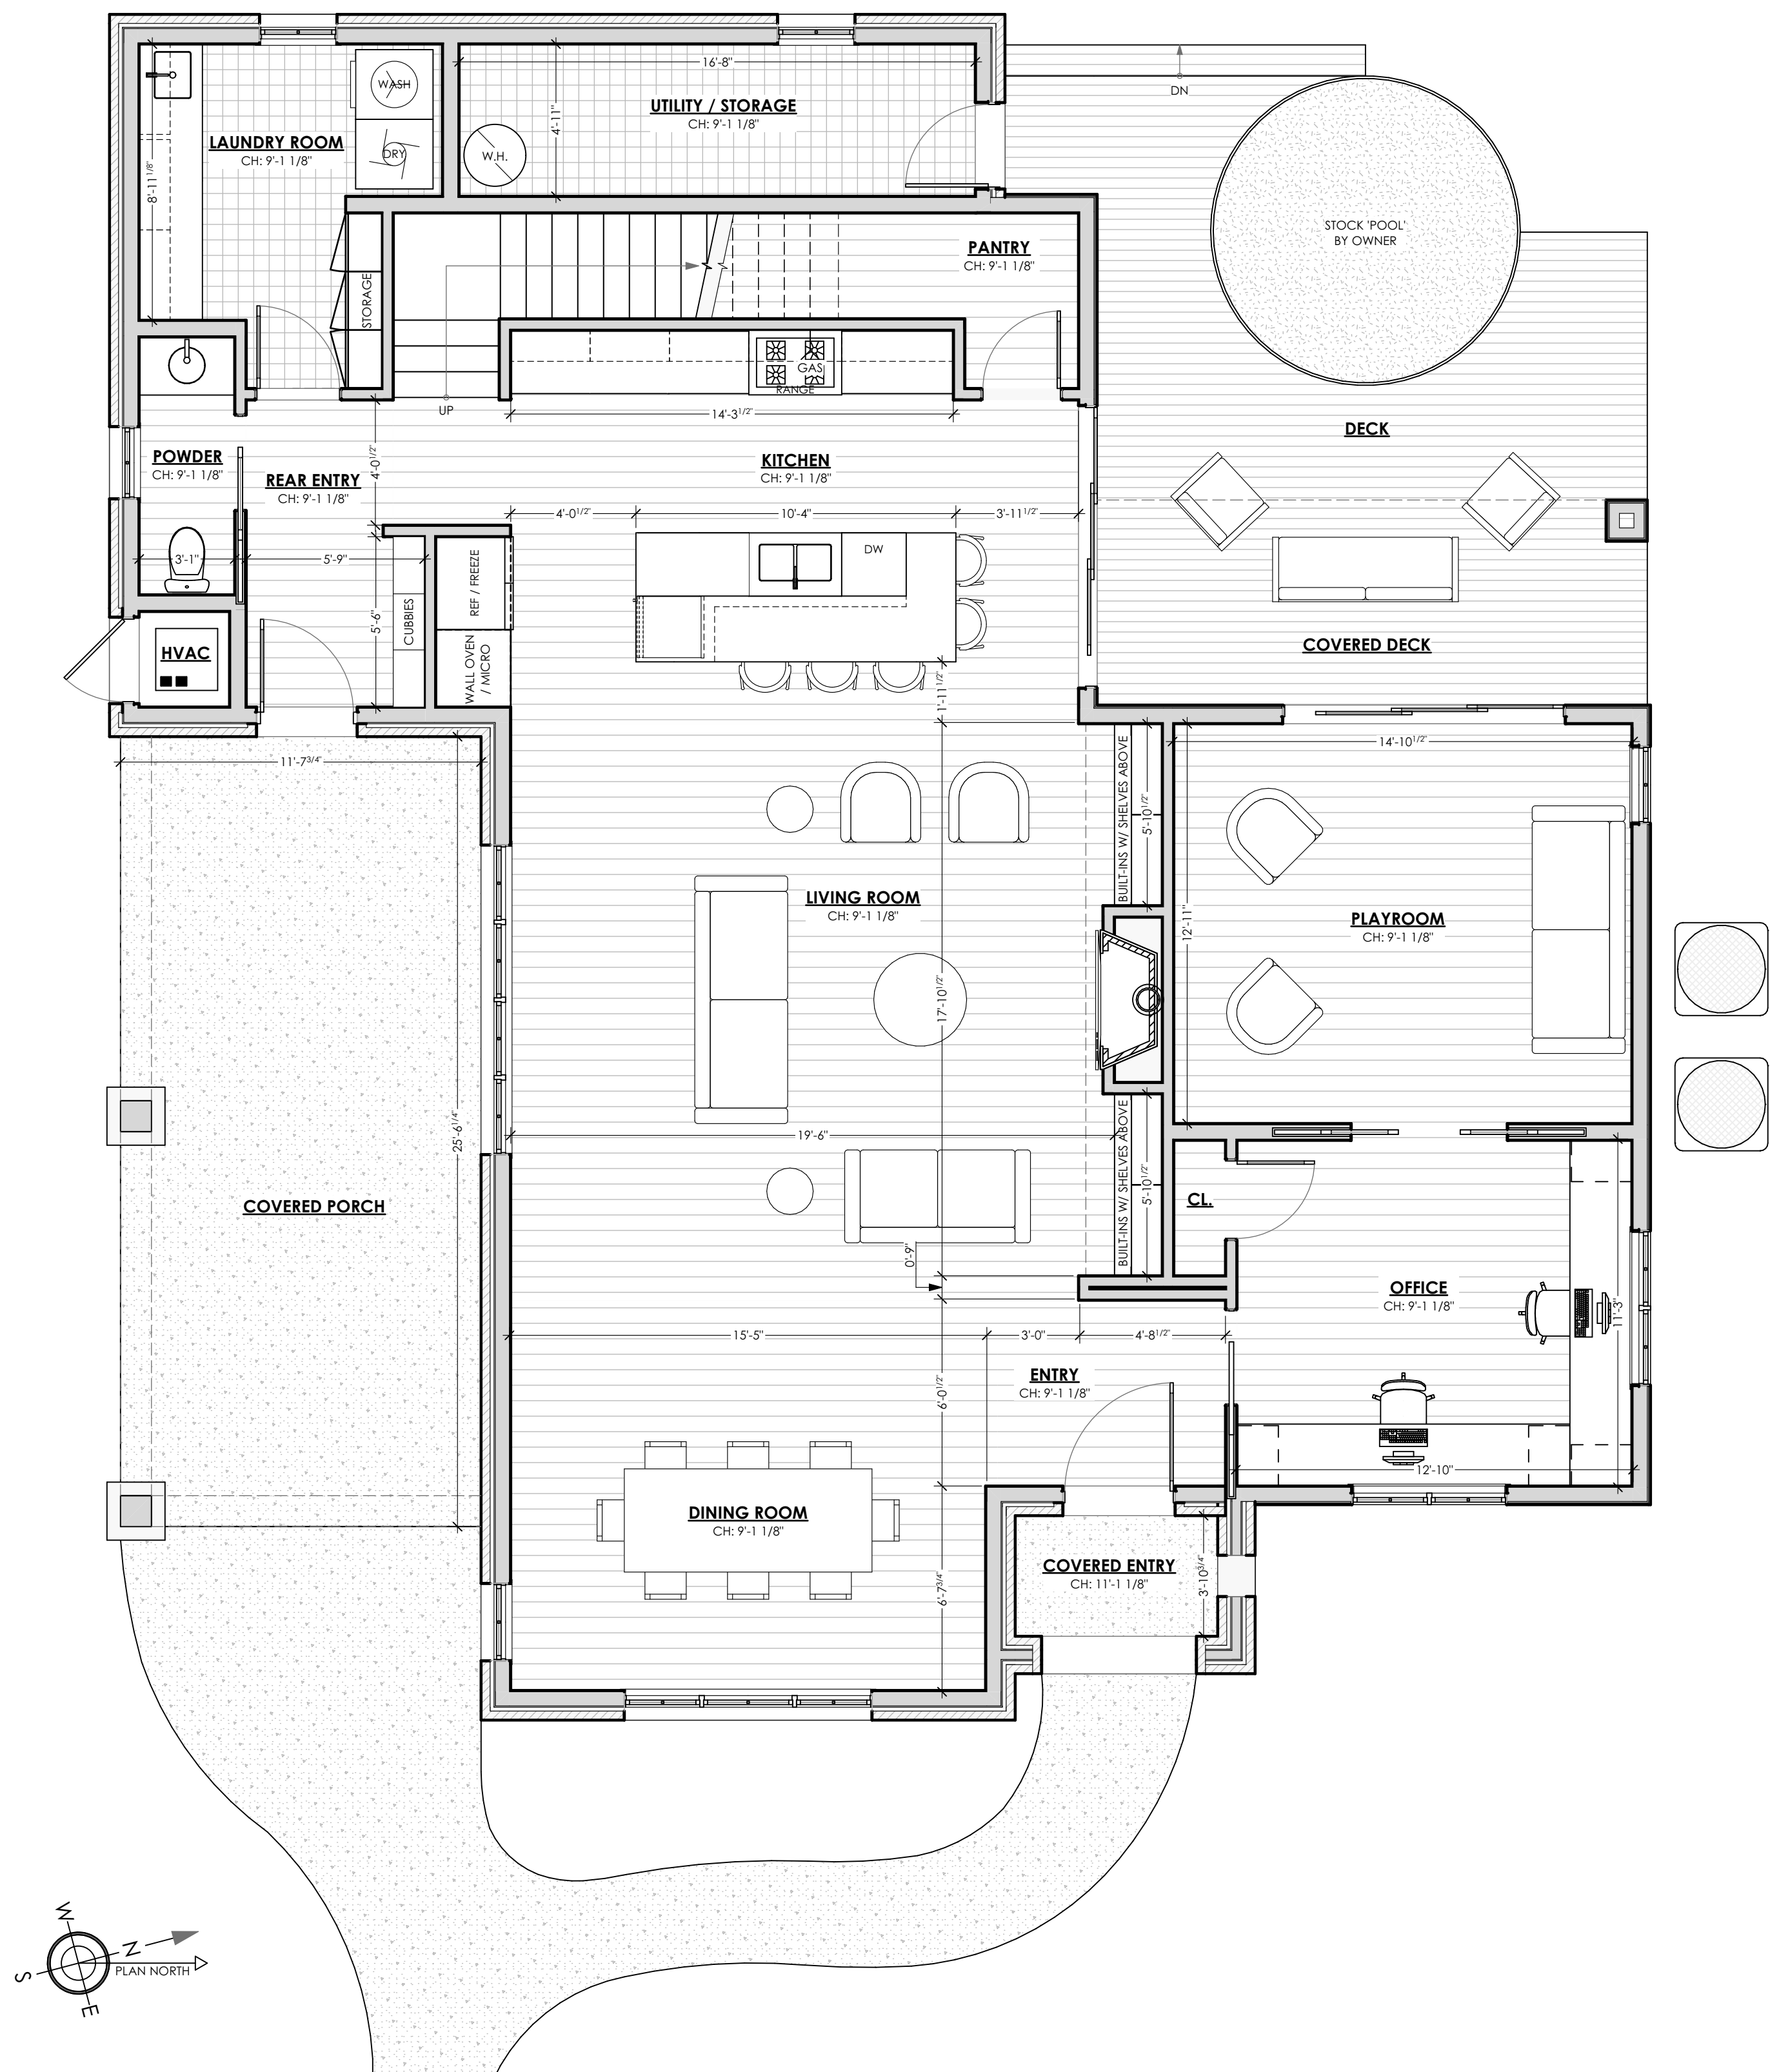 16'-8"
UTILITY / STORAGE
CH: 9'-1 1/8"
4'-11"
W.H.
WASH
DRY
LAUNDRY ROOM
CH: 9'-1 1/8"
8'-11 1/8"
STORAGE
DN
STOCK 'POOL'
BY OWNER
PANTRY
CH: 9'-1 1/8"
UP
GAS
RANGE
14'-3 1/2"
DECK
POWDER
CH: 9'-1 1/8"
REAR ENTRY
CH: 9'-1 1/8"
4'-0 1/2"
KITCHEN
CH: 9'-1 1/8"
4'-0 1/2"
10'-4"
3'-11 1/2"
DW
3'-1"
5'-9"
5'-6"
CUBBIES
REF / FREEZE
WALL OVEN
/ MICRO
HVAC
COVERED DECK
1'-11 1/2"
11'-7 3/4"
14'-10 1/2"
BUILT-INS W/ SHELVES ABOVE
5'-10 1/2"
LIVING ROOM
CH: 9'-1 1/8"
12'-11"
PLAYROOM
CH: 9'-1 1/8"
17'-10 1/2"
25'-6 1/4"
19'-6"
BUILT-INS W/ SHELVES ABOVE
5'-10 1/2"
CL.
COVERED PORCH
0'-9"
OFFICE
CH: 9'-1 1/8"
11'-3"
15'-5"
3'-0"
4'-8 1/2"
ENTRY
CH: 9'-1 1/8"
6'-0 1/2"
12'-10"
DINING ROOM
CH: 9'-1 1/8"
6'-7 3/4"
COVERED ENTRY
CH: 11'-1 1/8"
3'-10 3/4"
W
N
S
E
PLAN NORTH